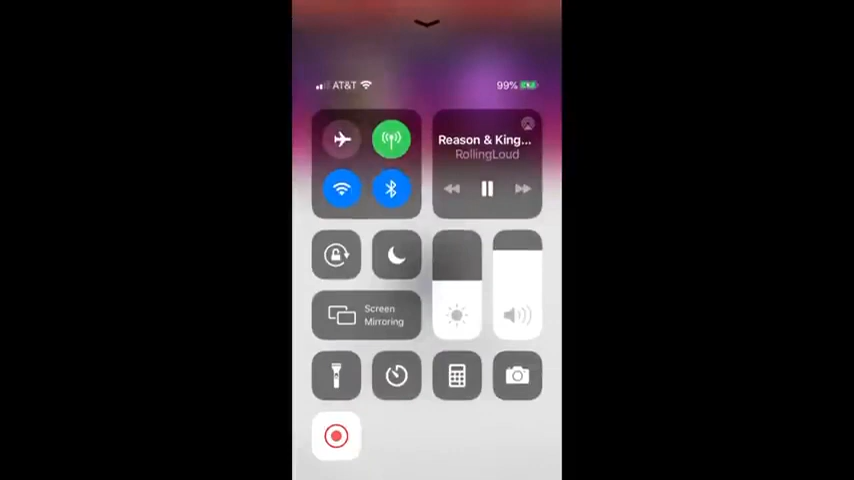 AT&T
99%
Reason & King...
RollingLoud
Screen
Mirroring